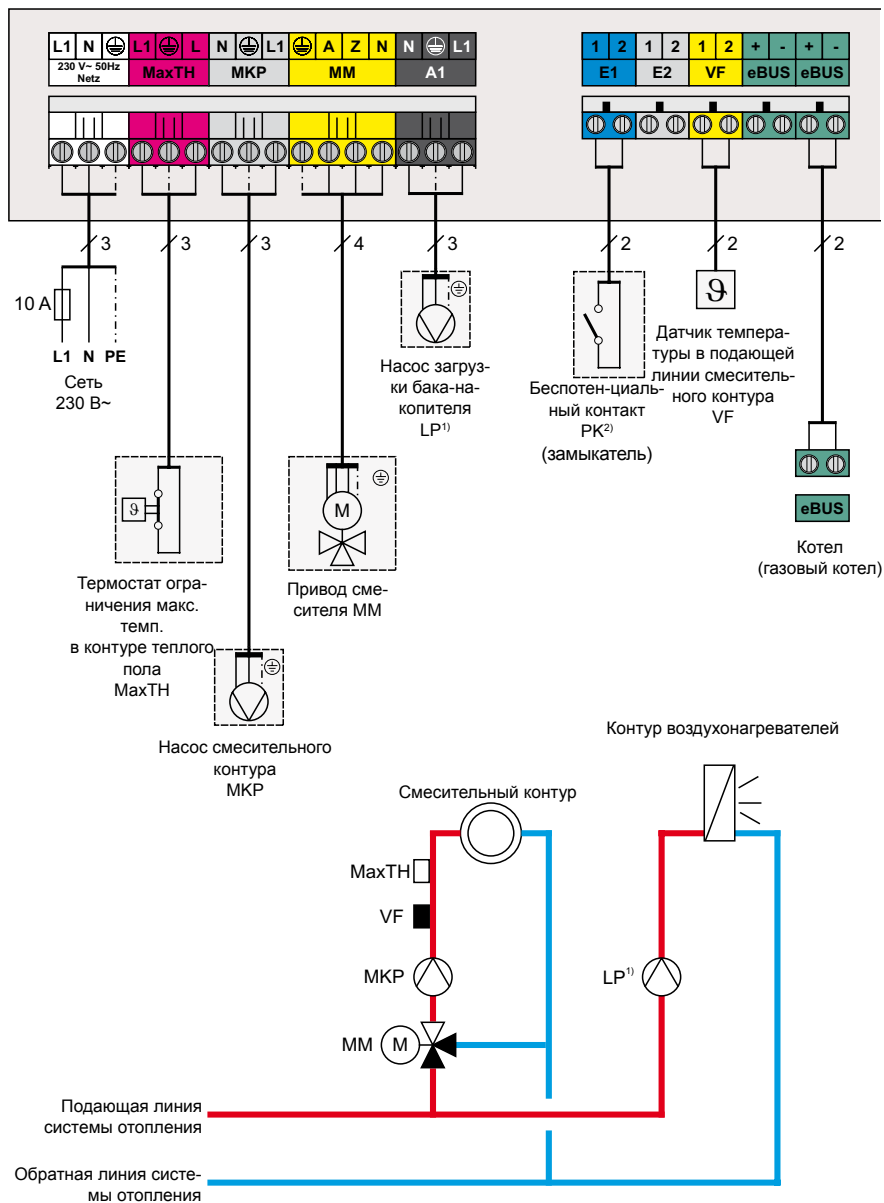 L1 N L1 L N L1 A Z N N L1
230 V~ 50Hz
Netz
MaxTH MKP MM A1
1 2 1 2 1 2 + - + -
E1 E2 VF eBUS eBUS
3 3 3 4 3 2 2 2
10 A
L1 N PE
Сеть
230 В~
Насос загруз-
ки бака-на-
копителя
LP1)
Беспотен-циаль-
ный контакт
PK2)
(замыкатель)
ϑ
Датчик темпера-
туры в подающей
линии смеситель-
ного контура
VF
eBUS
Котел
(газовый котел)
ϑ
Термостат огра-
ничения макс.
темп.
в контуре теплого
пола
MaxTH
M
Привод сме-
сителя MM
Насос смесительного
контура
MKP
Контур воздухонагревателей
Смесительный контур
MaxTH
VF
MKP
LP1)
MM M
Подающая линия
системы отопления
Обратная линия систе-
мы отопления